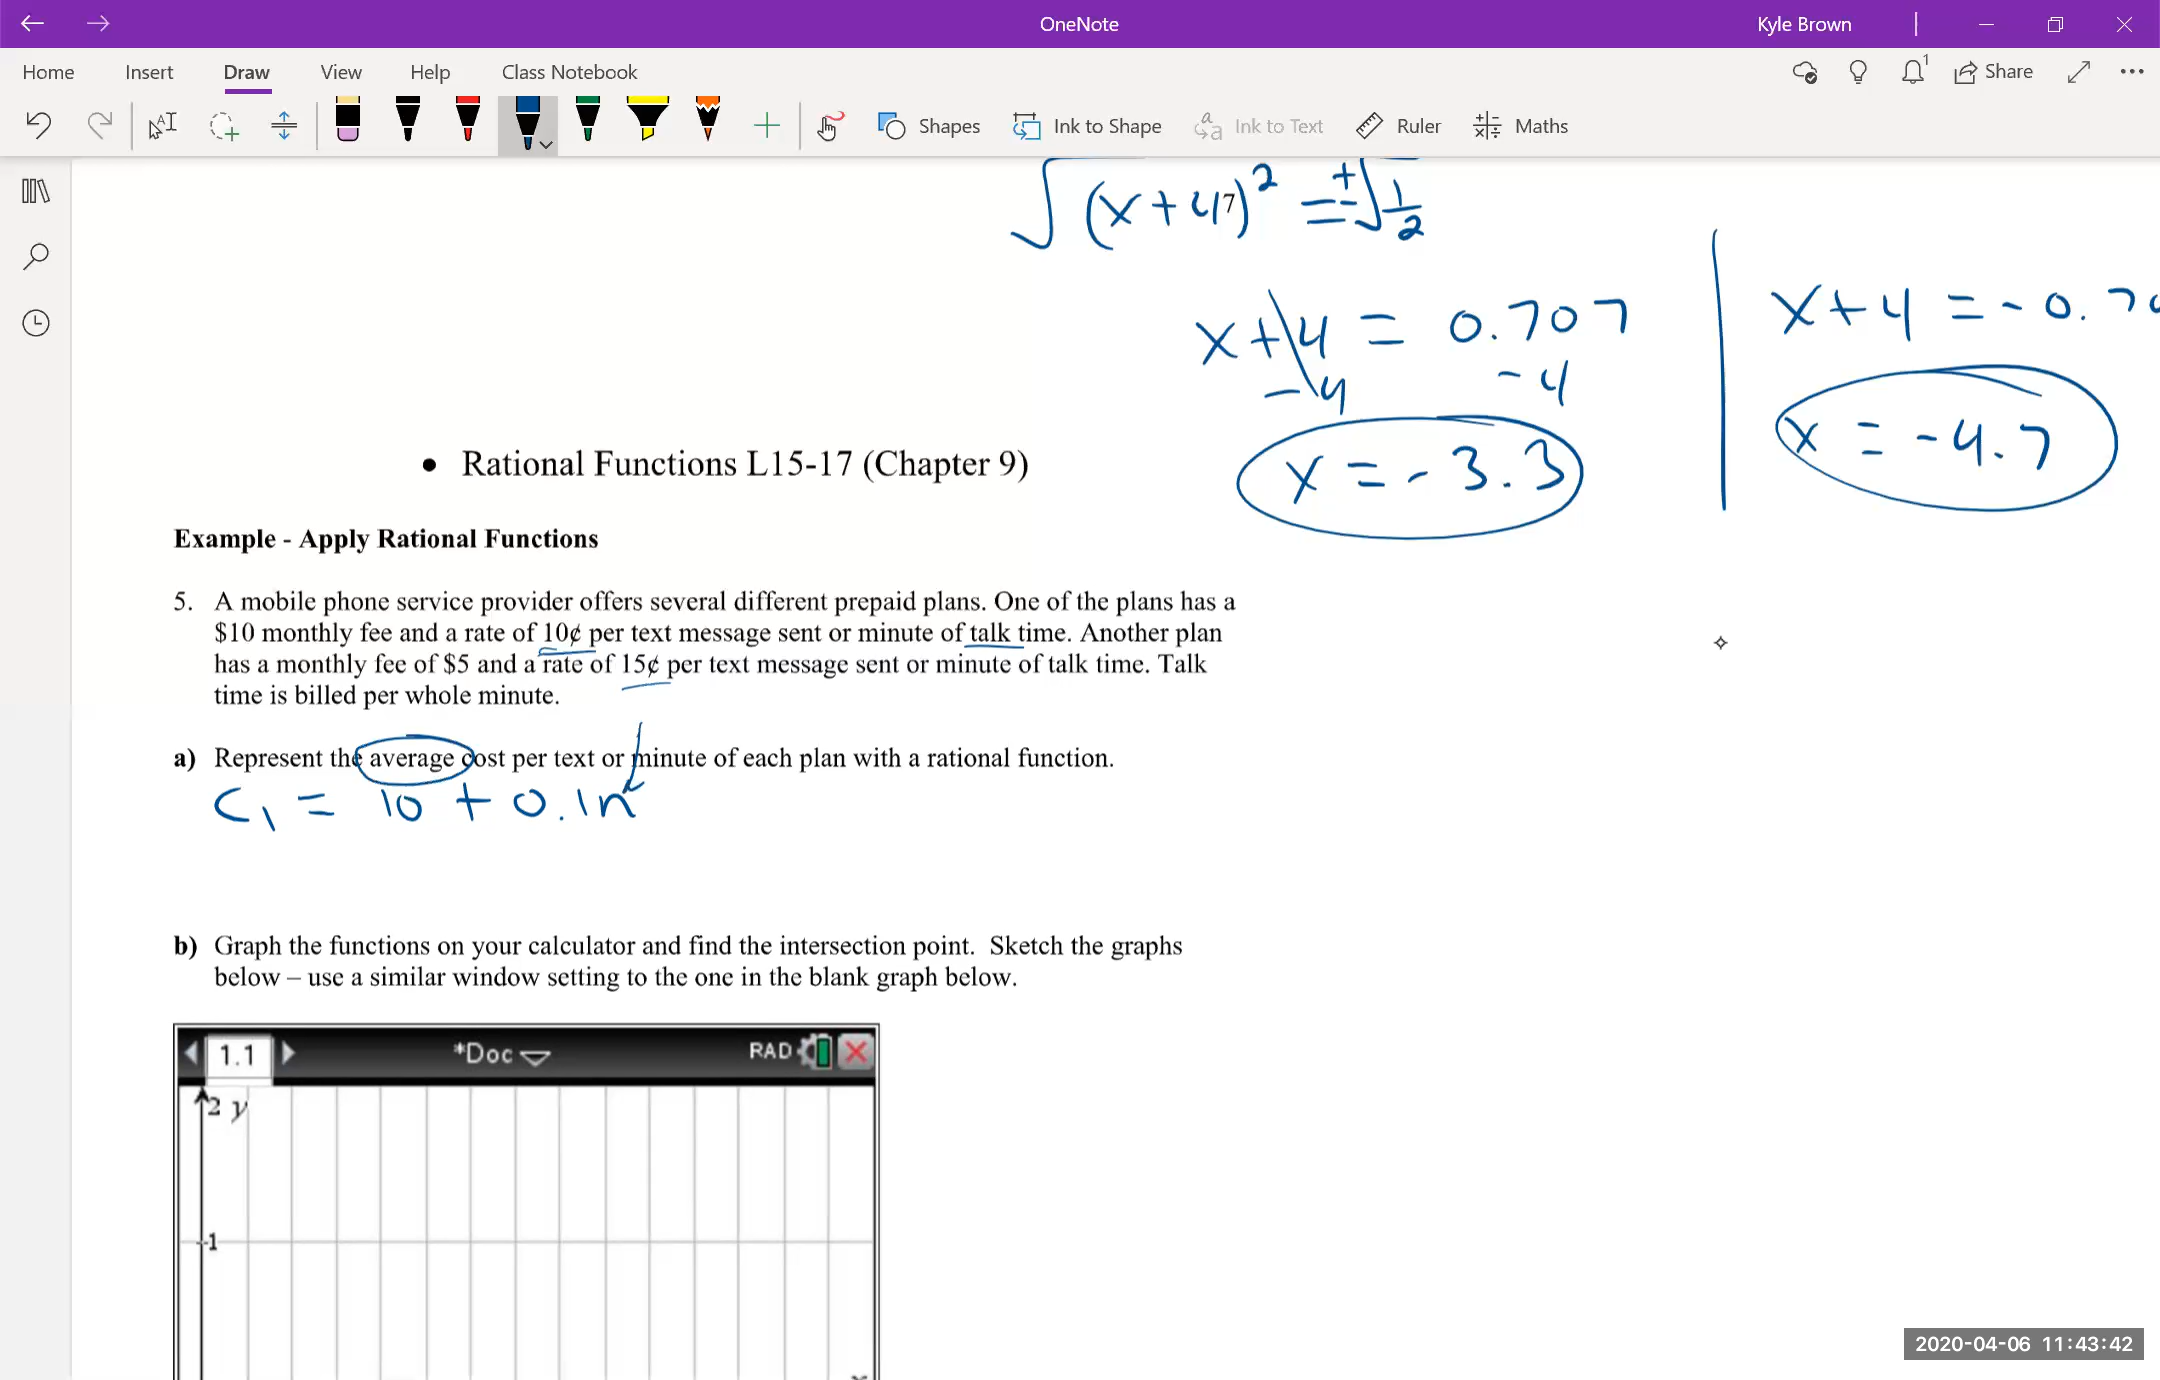 OneNote
Kyle Brown
Home Insert Draw View Help Class Notebook
1 Share
Shapes Ink to Shape Ink to Text Ruler Maths
√(x+4)² = ±√1/2
7
x+4 = 0.707
-4 -4
x = -3.3
x+4 = -0.70
x = -4.7
• Rational Functions L15-17 (Chapter 9)
Example - Apply Rational Functions
5. A mobile phone service provider offers several different prepaid plans. One of the plans has a
$10 monthly fee and a rate of 10¢ per text message sent or minute of talk time. Another plan
has a monthly fee of $5 and a rate of 15¢ per text message sent or minute of talk time. Talk
time is billed per whole minute.
a) Represent the average cost per text or minute of each plan with a rational function.
C₁ = 10 + 0.1n
b) Graph the functions on your calculator and find the intersection point. Sketch the graphs
below – use a similar window setting to the one in the blank graph below.
1.1 *Doc RAD
2 y
1
2020-04-06 11:43:42